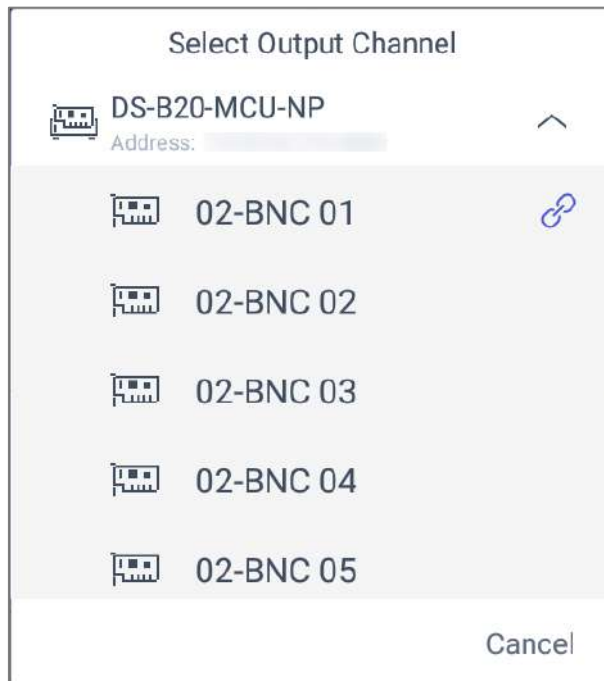 Select Output Channel
DS-B20-MCU-NP
Address:
02-BNC 01
02-BNC 02
02-BNC 03
02-BNC 04
02-BNC 05
Cancel